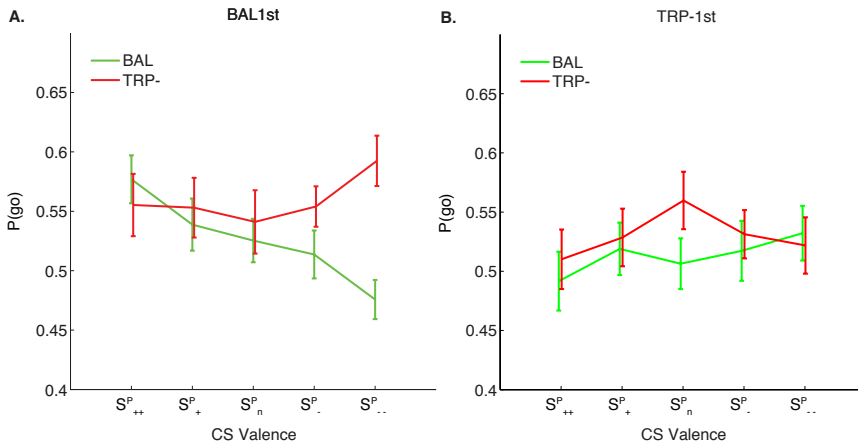 A.
BAL1st
BAL
TRP-
0.65
0.6
0.55
0.5
0.45
0.4
P(go)
S^P_++ S^P_+ S^P_n S^P_- S^P_--
CS Valence
B.
TRP-1st
BAL
TRP-
0.65
0.6
0.55
0.5
0.45
0.4
P(go)
S^P_++ S^P_+ S^P_n S^P_- S^P_--
CS Valence